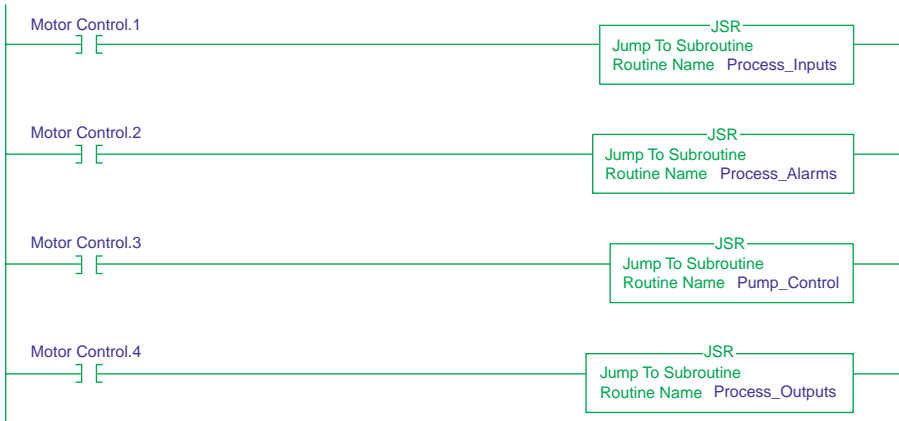 Motor Control.1
JSR
Jump To Subroutine
Routine Name Process_Inputs
Motor Control.2
JSR
Jump To Subroutine
Routine Name Process_Alarms
Motor Control.3
JSR
Jump To Subroutine
Routine Name Pump_Control
Motor Control.4
JSR
Jump To Subroutine
Routine Name Process_Outputs